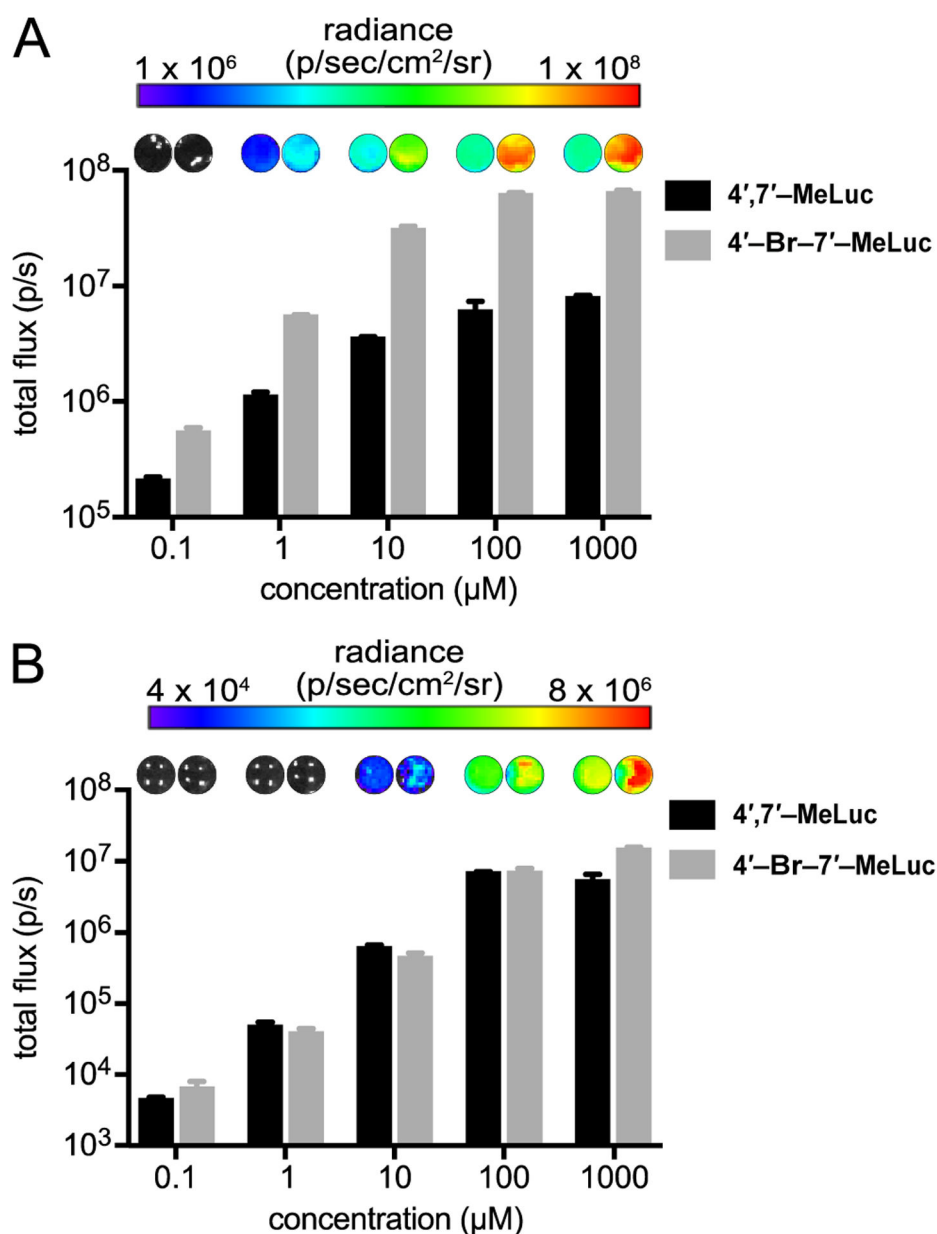 A
radiance
(p/sec/cm²/sr)
1 x 10⁶
1 x 10⁸
10⁸
10⁷
10⁶
10⁵
total flux (p/s)
4′,7′–MeLuc
4′–Br–7′–MeLuc
0.1 1 10 100 1000
concentration (µM)
B
radiance
(p/sec/cm²/sr)
4 x 10⁴
8 x 10⁶
10⁸
10⁷
10⁶
10⁵
10⁴
10³
total flux (p/s)
4′,7′–MeLuc
4′–Br–7′–MeLuc
0.1 1 10 100 1000
concentration (µM)